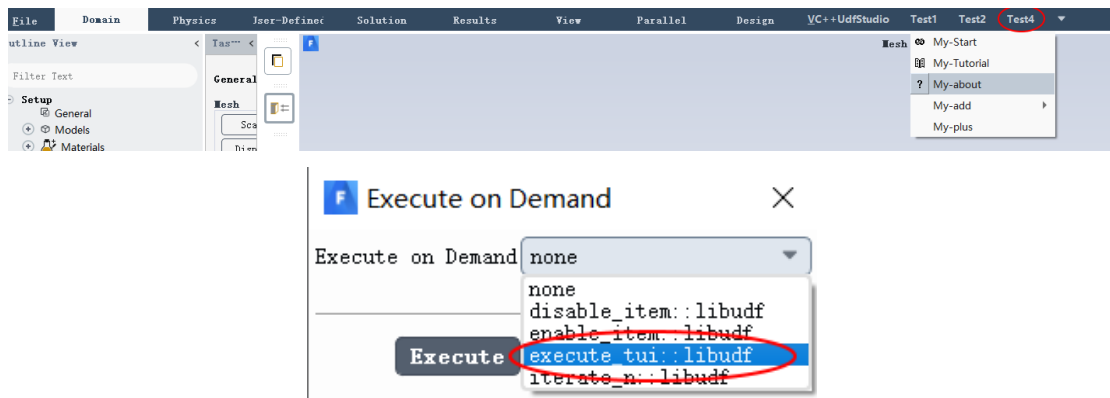 File Domain Physics Jser-Definec Solution Results View Parallel Design VC++UdfStudio Test1 Test2 Test4
utline View < Tas... <
Mesh
My-Start
Filter Text
General
My-Tutorial
Setup
? My-about
General
Mesh
Models
Sca
My-add
Materials
Disp
My-plus
F Execute on Demand
Execute on Demand none
none
disable_item::libudf
enable_item::libudf
Execute execute_tui::libudf
iterate_n::libudf